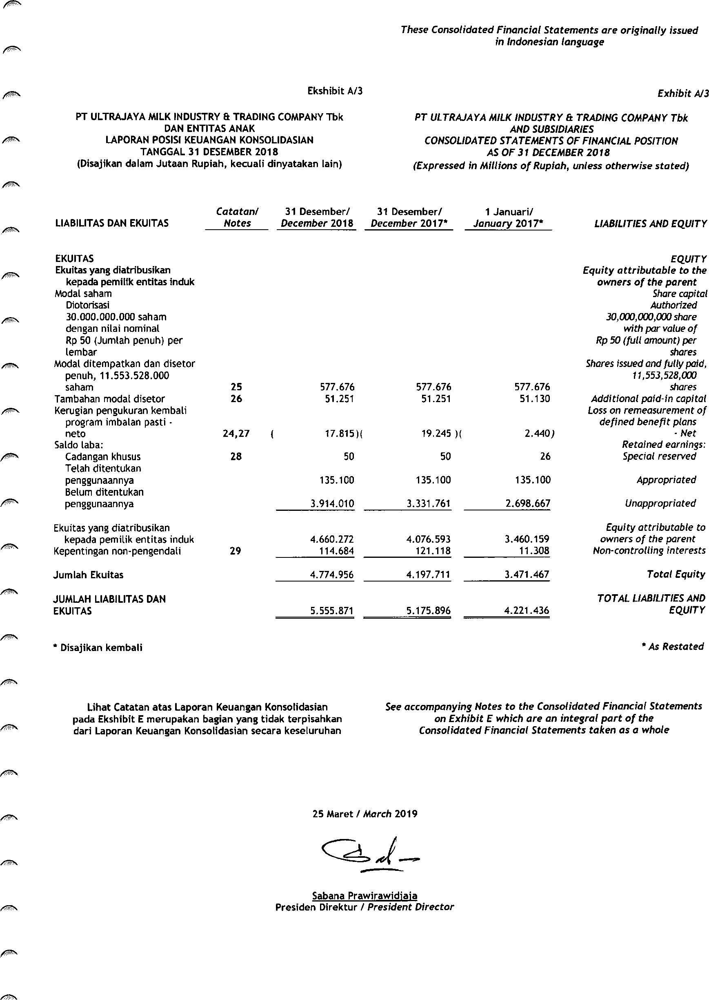 These Consolidated Financial Statements are originally issued
in Indonesian language
Ekshibit A/3 Exhibit A/3
PT ULTRAJAYA MILK INDUSTRY & TRADING COMPANY Tbk PT ULTRAJAYA MILK INDUSTRY & TRADING COMPANY Tbk
DAN ENTITAS ANAK AND SUBSIDIARIES
LAPORAN POSISI KEUANGAN KONSOLIDASIAN CONSOLIDATED STATEMENTS OF FINANCIAL POSITION
TANGGAL 31 DESEMBER 2018 AS OF 31 DECEMBER 2018
(Disajikan dalam Jutaan Rupiah, kecuali dinyatakan lain) (Expressed in Millions of Rupiah, unless otherwise stated)
Catatan/ 31 Desember/ 31 Desember/ 1 Januari/
LIABILITAS DAN EKUITAS Notes December 2018 December 2017* January 2017* LIABILITIES AND EQUITY
EKUITAS EQUITY
Ekuitas yang diatribusikan Equity attributable to the
kepada pemilik entitas induk owners of the parent
Modal saham Share capital
Diotorisasi Authorized
30.000.000.000 saham 30,000,000,000 share
dengan nilai nominal with par value of
Rp 50 (Jumlah penuh) per Rp 50 (full amount) per
lembar shares
Modal ditempatkan dan disetor Shares issued and fully paid,
penuh, 11.553.528.000 11,553,528,000
saham 25 577.676 577.676 577.676 shares
Tambahan modal disetor 26 51.251 51.251 51.130 Additional paid-in capital
Kerugian pengukuran kembali Loss on remeasurement of
program imbalan pasti - defined benefit plans
neto 24,27 ( 17.815)( 19.245 )( 2.440) - Net
Saldo laba: Retained earnings:
Cadangan khusus 28 50 50 26 Special reserved
Telah ditentukan
penggunaannya 135.100 135.100 135.100 Appropriated
Belum ditentukan
penggunaannya 3.914.010 3.331.761 2.698.667 Unappropriated
Ekuitas yang diatribusikan Equity attributable to
kepada pemilik entitas induk 4.660.272 4.076.593 3.460.159 owners of the parent
Kepentingan non-pengendali 29 114.684 121.118 11.308 Non-controlling interests
Jumlah Ekuitas 4.774.956 4.197.711 3.471.467 Total Equity
JUMLAH LIABILITAS DAN TOTAL LIABILITIES AND
EKUITAS 5.555.871 5.175.896 4.221.436 EQUITY
* Disajikan kembali * As Restated
Lihat Catatan atas Laporan Keuangan Konsolidasian See accompanying Notes to the Consolidated Financial Statements
pada Ekshibit E merupakan bagian yang tidak terpisahkan on Exhibit E which are an integral part of the
dari Laporan Keuangan Konsolidasian secara keseluruhan Consolidated Financial Statements taken as a whole
25 Maret / March 2019
Sabana Prawirawidjaja
Presiden Direktur / President Director